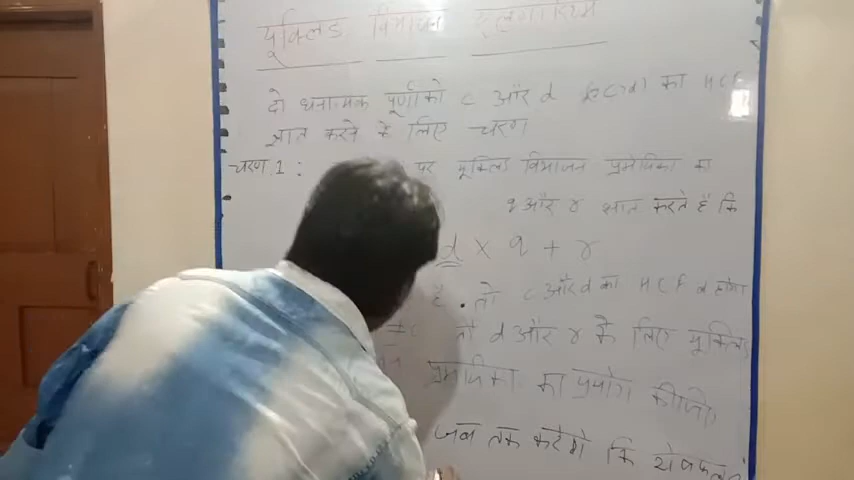 यूक्लिड विभाजन एल्गोरिथम
दो धनात्मक पूर्णांको c और d (c>d) का HCF
ज्ञात करने के लिए चरण
चरण 1: पर यूक्लिड विभाजन प्रमेयिका का
q और r ज्ञात करते हैं कि
d × q + r
है. तो c और d का HCF d होगा
≠ तो d और r के लिए यूक्लिड
प्रमेयिका का प्रयोग कीजिए
जब तक करेंगे कि शेषफल